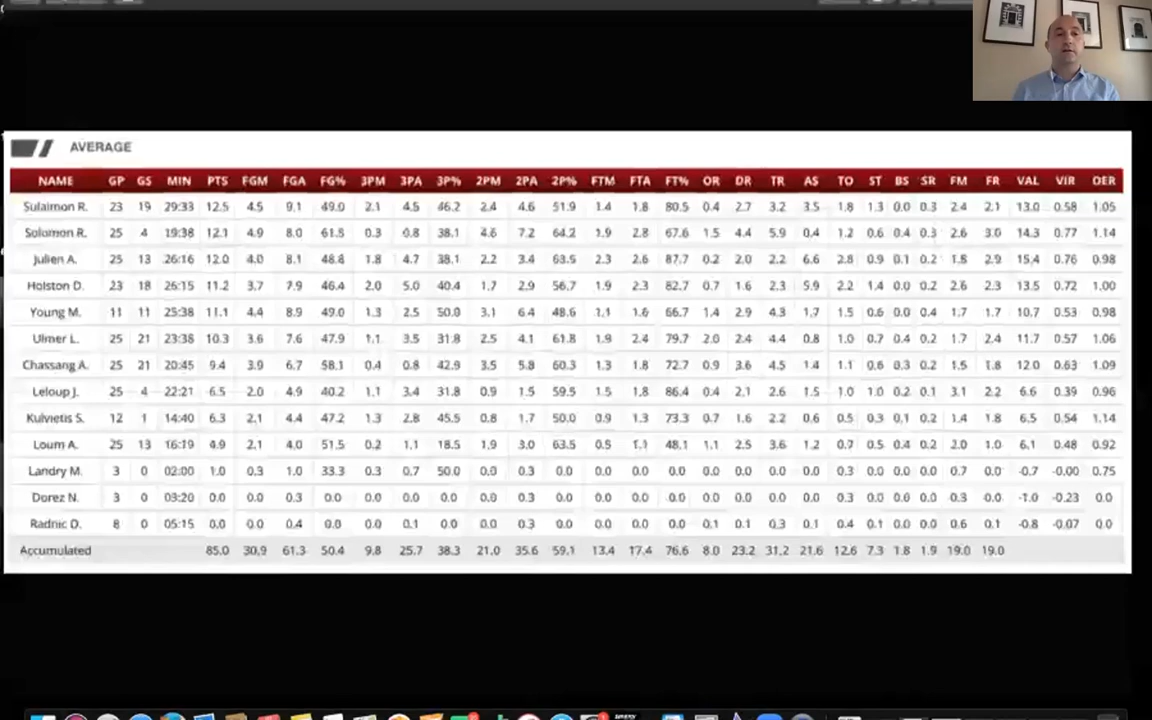 AVERAGE
NAME GP GS MIN PTS FGM FGA FG% 3PM 3PA 3P% 2PM 2PA 2P% FTM FTA FT% OR DR TR AS TO ST BS SR FM FR VAL VIR OER
Sulaimon R. 23 19 29:33 12.5 4.5 9.1 49.0 2.1 4.5 46.2 2.4 4.6 51.9 1.4 1.8 80.5 0.4 2.7 3.2 3.5 1.8 1.3 0.0 0.3 2.4 2.1 13.0 0.58 1.05
Solomon R. 25 4 19:38 12.1 4.9 8.0 61.5 0.3 0.8 38.1 4.6 7.2 64.2 1.9 2.8 67.6 1.5 4.4 5.9 0.4 1.2 0.6 0.4 0.3 2.6 3.0 14.3 0.77 1.14
Julien A. 25 13 26:16 12.0 4.0 8.1 48.8 1.8 4.7 38.1 2.2 3.4 63.5 2.3 2.6 87.7 0.2 2.0 2.2 6.6 2.8 0.9 0.1 0.2 1.8 2.9 15.4 0.76 0.98
Holston D. 23 18 26:15 11.2 3.7 7.9 46.4 2.0 5.0 40.4 1.7 2.9 56.7 1.9 2.3 82.7 0.7 1.6 2.3 5.9 2.2 1.4 0.0 0.2 2.6 2.3 13.5 0.72 1.00
Young M. 11 11 25:38 11.1 4.4 8.9 49.0 1.3 2.5 50.0 3.1 6.4 48.6 1.1 1.6 66.7 1.4 2.9 4.3 1.7 1.5 0.6 0.0 0.4 1.7 1.7 10.7 0.53 0.98
Ulmer L. 25 21 23:38 10.3 3.6 7.6 47.9 1.1 3.5 31.8 2.5 4.1 61.8 1.9 2.4 79.7 2.0 2.4 4.4 0.8 1.0 0.7 0.4 0.2 1.7 2.4 11.7 0.57 1.06
Chassang A. 25 21 20:45 9.4 3.9 6.7 58.1 0.4 0.8 42.9 3.5 5.8 60.3 1.3 1.8 72.7 0.9 3.6 4.5 1.4 1.1 0.6 0.3 0.2 1.5 1.8 12.0 0.63 1.09
Leloup J. 25 4 22:21 6.5 2.0 4.9 40.2 1.1 3.4 31.8 0.9 1.5 59.5 1.5 1.8 86.4 0.4 2.1 2.6 1.5 1.0 1.0 0.2 0.1 3.1 2.2 6.6 0.39 0.96
Kulvietis S. 12 1 14:40 6.3 2.1 4.4 47.2 1.3 2.8 45.5 0.8 1.7 50.0 0.9 1.3 73.3 0.7 1.6 2.2 0.6 0.5 0.3 0.1 0.2 1.4 1.8 6.5 0.54 1.14
Loum A. 25 13 16:19 4.9 2.1 4.0 51.5 0.2 1.1 18.5 1.9 3.0 63.5 0.5 1.1 48.1 1.1 2.5 3.6 1.2 0.7 0.5 0.4 0.2 2.0 1.0 6.1 0.48 0.92
Landry M. 3 0 02:00 1.0 0.3 1.0 33.3 0.3 0.7 50.0 0.0 0.3 0.0 0.0 0.0 0.0 0.0 0.0 0.0 0.0 0.3 0.0 0.0 0.0 0.7 0.0 -0.7 -0.00 0.75
Dorez N. 3 0 03:20 0.0 0.0 0.3 0.0 0.0 0.0 0.0 0.0 0.3 0.0 0.0 0.0 0.0 0.0 0.0 0.0 0.0 0.3 0.0 0.0 0.0 0.3 0.0 -1.0 -0.23 0.0
Radnic D. 8 0 05:15 0.0 0.0 0.4 0.0 0.0 0.1 0.0 0.0 0.3 0.0 0.0 0.0 0.0 0.1 0.1 0.3 0.1 0.4 0.1 0.0 0.0 0.6 0.1 -0.8 -0.07 0.0
Accumulated 85.0 30.9 61.3 50.4 9.8 25.7 38.3 21.0 35.6 59.1 13.4 17.4 76.6 8.0 23.2 31.2 21.6 12.6 7.3 1.8 1.9 19.0 19.0